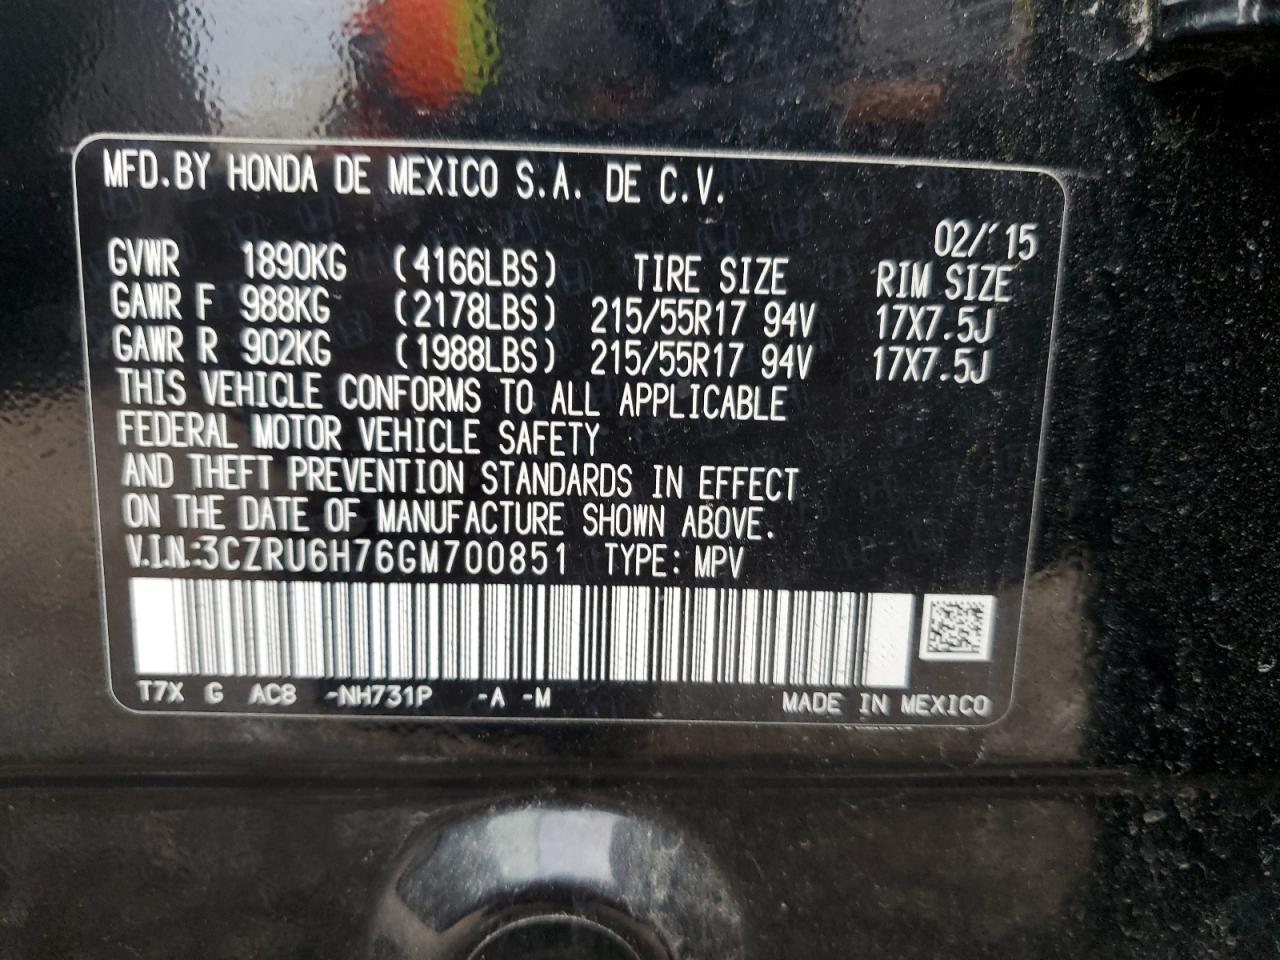 MFD.BY HONDA DE MEXICO S.A. DE C.V.
02/'15
GVWR 1890KG (4166LBS) TIRE SIZE RIM SIZE
GAWR F 988KG (2178LBS) 215/55R17 94V 17X7.5J
GAWR R 902KG (1988LBS) 215/55R17 94V 17X7.5J
THIS VEHICLE CONFORMS TO ALL APPLICABLE
FEDERAL MOTOR VEHICLE SAFETY
AND THEFT PREVENTION STANDARDS IN EFFECT
ON THE DATE OF MANUFACTURE SHOWN ABOVE.
V.I.N.:3CZRU6H76GM700851 TYPE: MPV
T7X G AC8 -NH731P -A -M MADE IN MEXICO